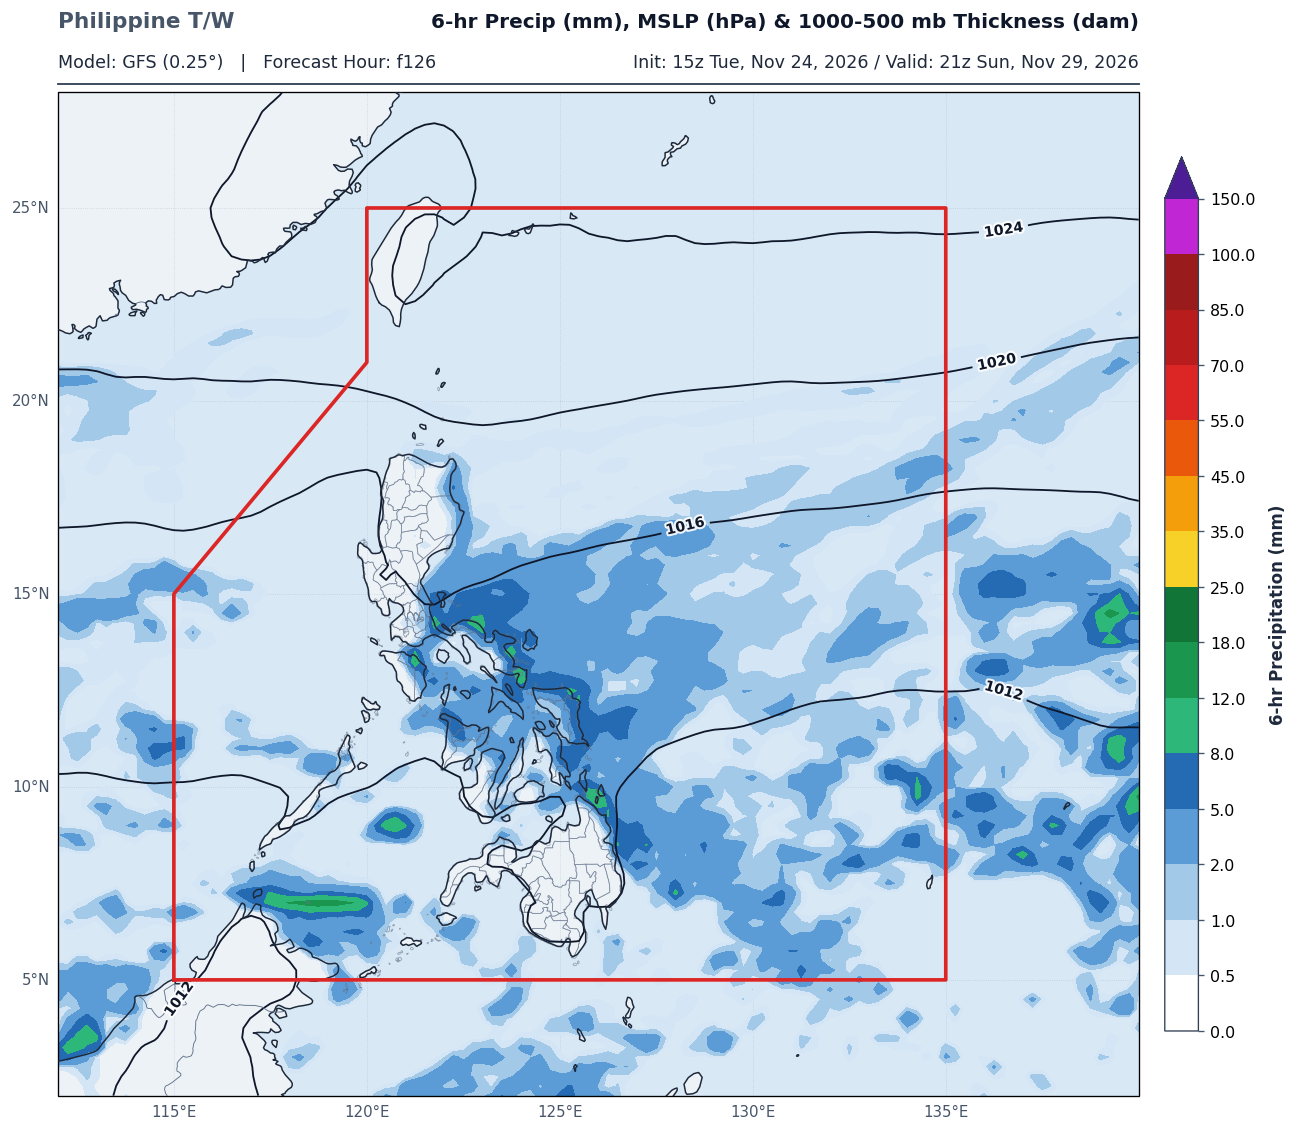 Philippine T/W
6-hr Precip (mm), MSLP (hPa) & 1000-500 mb Thickness (dam)
Model: GFS (0.25°) | Forecast Hour: f126
Init: 15z Tue, Nov 24, 2026 / Valid: 21z Sun, Nov 29, 2026
25°N
20°N
15°N
10°N
5°N
115°E
120°E
125°E
130°E
135°E
1024
1020
1016
1012
1012
150.0
100.0
85.0
70.0
55.0
45.0
35.0
25.0
18.0
12.0
8.0
5.0
2.0
1.0
0.5
0.0
6-hr Precipitation (mm)